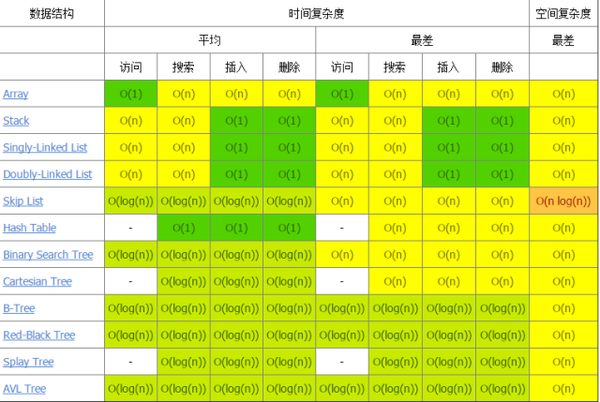 数据结构 时间复杂度 空间复杂度
平均 最差 最差
访问 搜索 插入 删除 访问 搜索 插入 删除
Array O(1) O(n) O(n) O(n) O(1) O(n) O(n) O(n) O(n)
Stack O(n) O(n) O(1) O(1) O(n) O(n) O(1) O(1) O(n)
Singly-Linked List O(n) O(n) O(1) O(1) O(n) O(n) O(1) O(1) O(n)
Doubly-Linked List O(n) O(n) O(1) O(1) O(n) O(n) O(1) O(1) O(n)
Skip List O(log(n)) O(log(n)) O(log(n)) O(log(n)) O(n) O(n) O(n) O(n) O(n log(n))
Hash Table - O(1) O(1) O(1) - O(n) O(n) O(n) O(n)
Binary Search Tree O(log(n)) O(log(n)) O(log(n)) O(log(n)) O(n) O(n) O(n) O(n) O(n)
Cartesian Tree - O(log(n)) O(log(n)) O(log(n)) - O(n) O(n) O(n) O(n)
B-Tree O(log(n)) O(log(n)) O(log(n)) O(log(n)) O(log(n)) O(log(n)) O(log(n)) O(log(n)) O(n)
Red-Black Tree O(log(n)) O(log(n)) O(log(n)) O(log(n)) O(log(n)) O(log(n)) O(log(n)) O(log(n)) O(n)
Splay Tree - O(log(n)) O(log(n)) O(log(n)) - O(log(n)) O(log(n)) O(log(n)) O(n)
AVL Tree O(log(n)) O(log(n)) O(log(n)) O(log(n)) O(log(n)) O(log(n)) O(log(n)) O(log(n)) O(n)